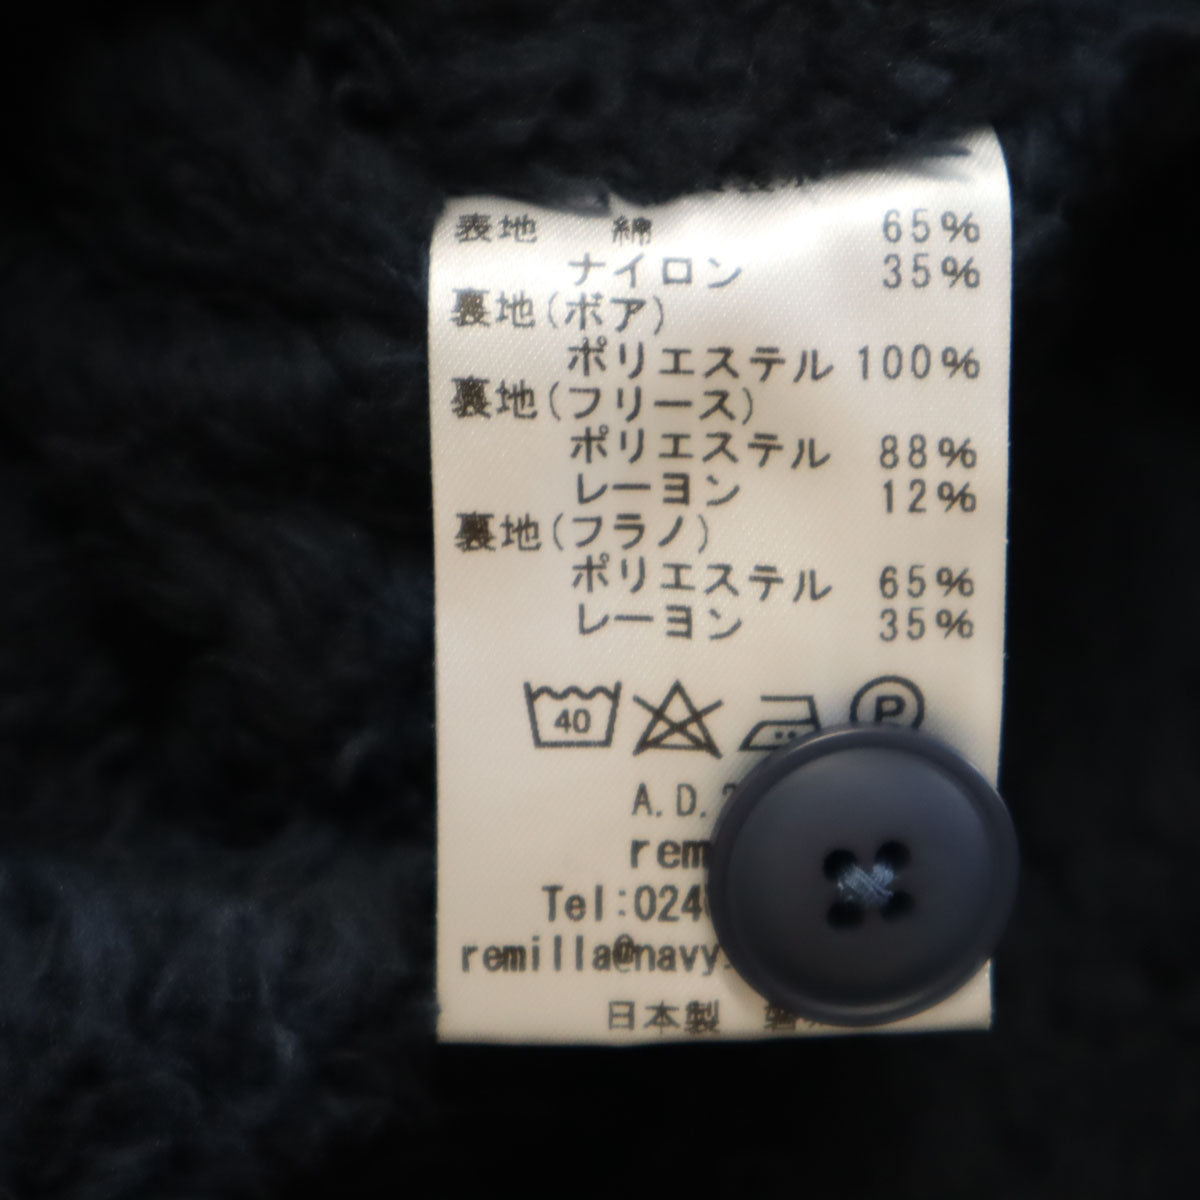 表地 綿 65%
ナイロン 35%
裏地(ボア)
ポリエステル 100%
裏地(フリース)
ポリエステル 88%
レーヨン 12%
裏地(フラノ)
ポリエステル 65%
レーヨン 35%
40 P
A.D.
rem
Tel:024
remilla@navy
日本製